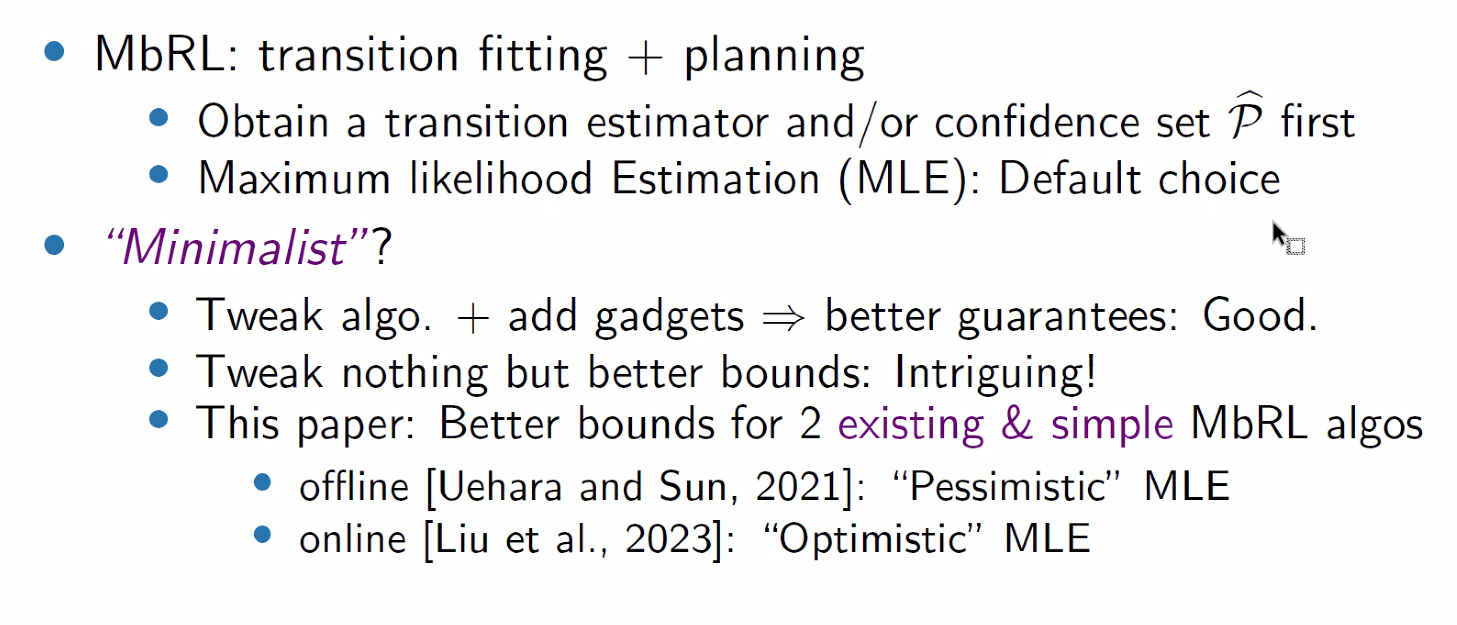 MbRL: transition fitting + planning
Obtain a transition estimator and/or confidence set $\widehat{\mathcal{P}}$ first
Maximum likelihood Estimation (MLE): Default choice
“Minimalist”?
Tweak algo. + add gadgets ⇒ better guarantees: Good.
Tweak nothing but better bounds: Intriguing!
This paper: Better bounds for 2 existing & simple MbRL algos
offline [Uehara and Sun, 2021]: “Pessimistic” MLE
online [Liu et al., 2023]: “Optimistic” MLE